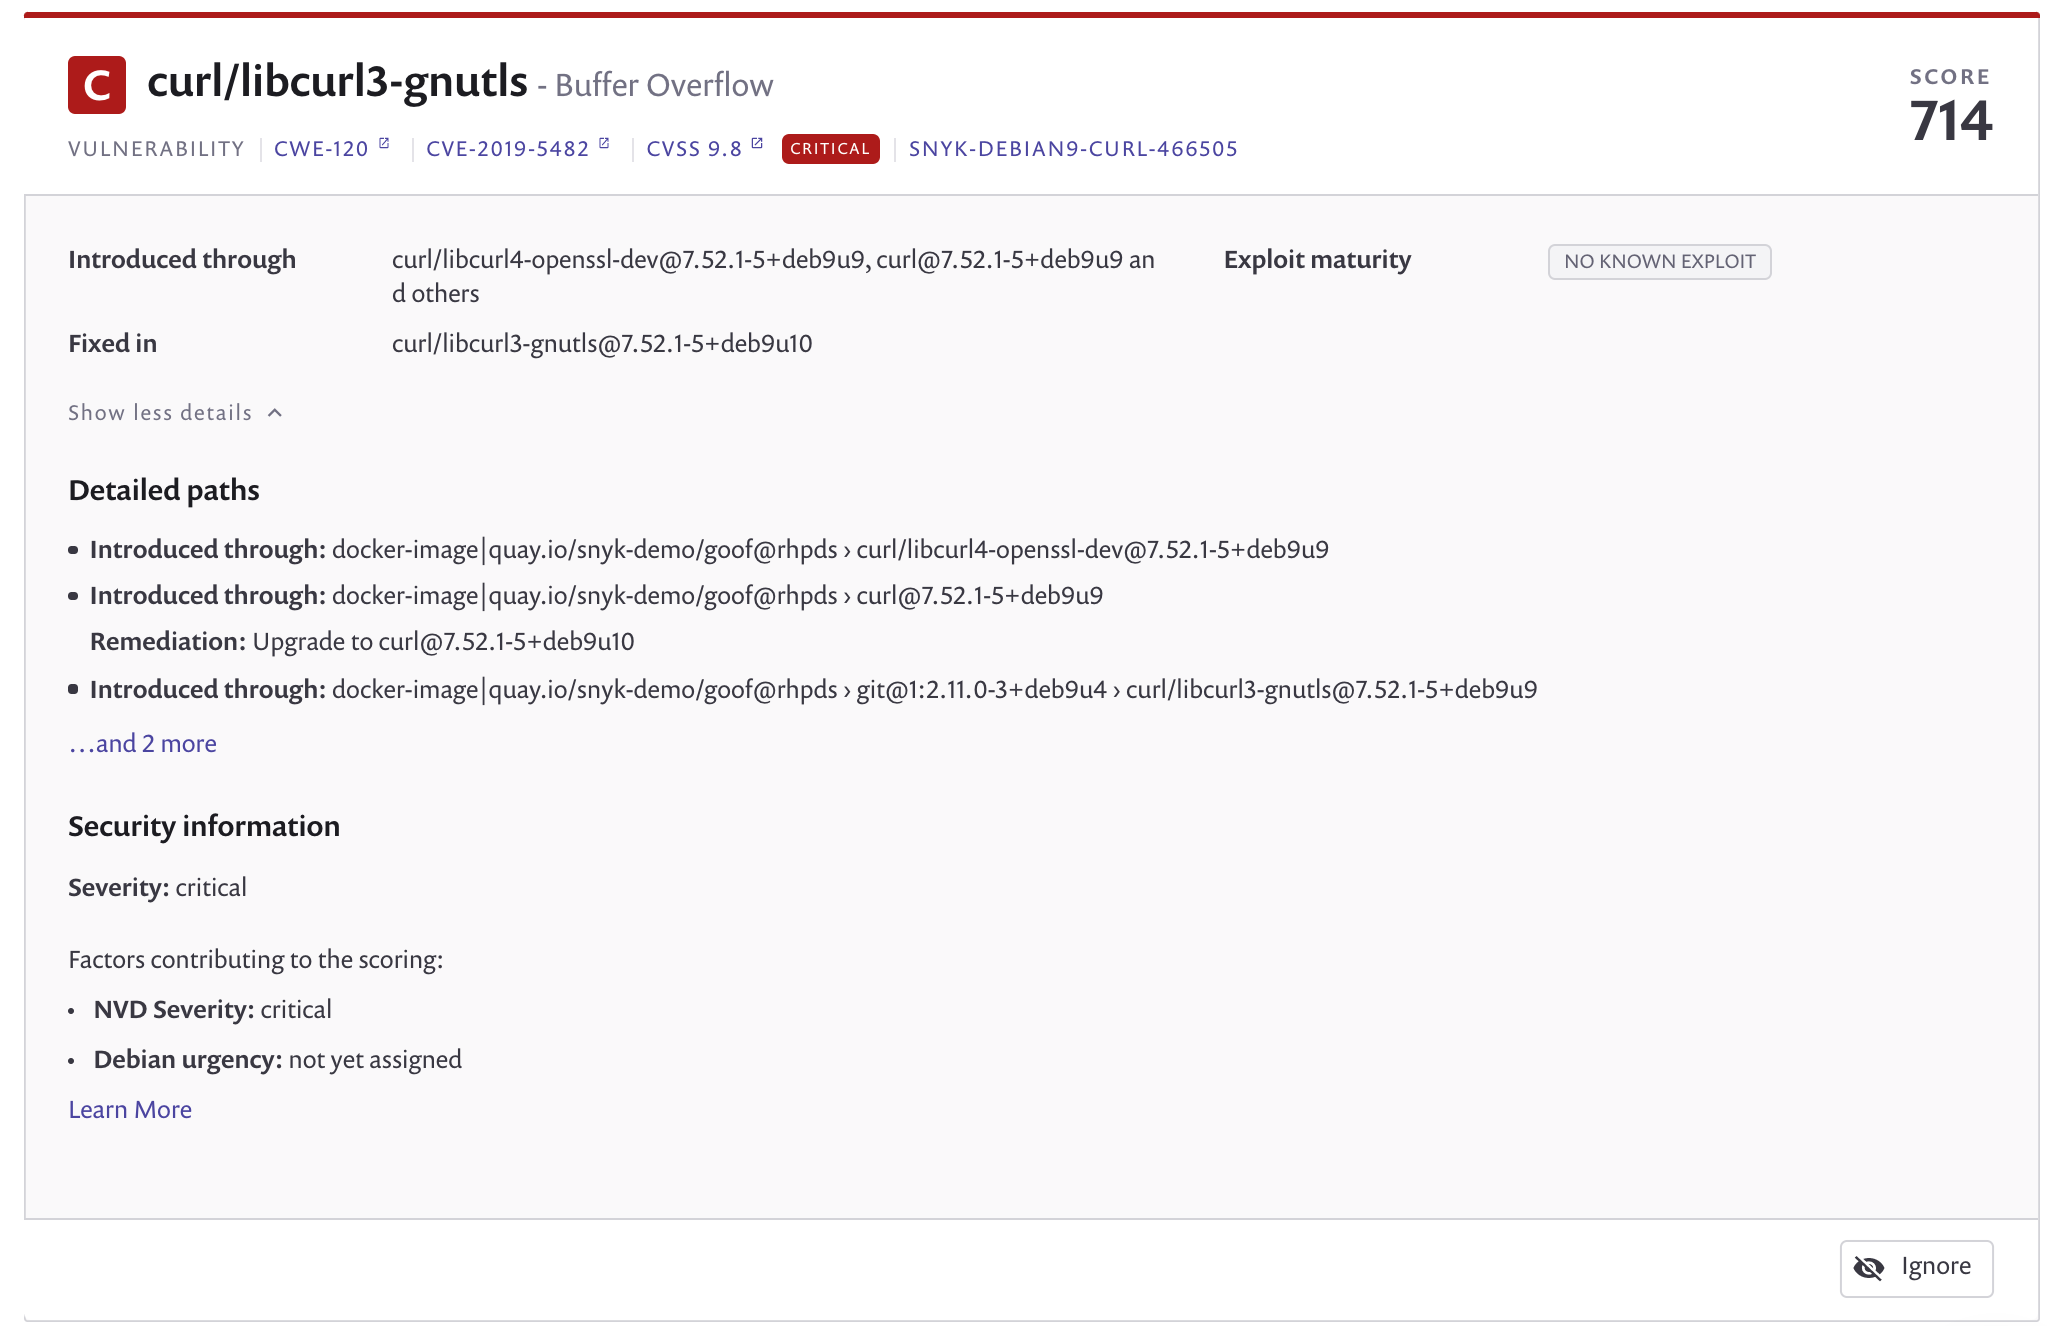 C curl/libcurl3-gnutls - Buffer Overflow
SCORE
714
VULNERABILITY | CWE-120 | CVE-2019-5482 | CVSS 9.8 CRITICAL | SNYK-DEBIAN9-CURL-466505
Introduced through curl/libcurl4-openssl-dev@7.52.1-5+deb9u9, curl@7.52.1-5+deb9u9 an
d others
Exploit maturity NO KNOWN EXPLOIT
Fixed in curl/libcurl3-gnutls@7.52.1-5+deb9u10
Show less details
Detailed paths
• Introduced through: docker-image|quay.io/snyk-demo/goof@rhpds › curl/libcurl4-openssl-dev@7.52.1-5+deb9u9
• Introduced through: docker-image|quay.io/snyk-demo/goof@rhpds › curl@7.52.1-5+deb9u9
Remediation: Upgrade to curl@7.52.1-5+deb9u10
• Introduced through: docker-image|quay.io/snyk-demo/goof@rhpds › git@1:2.11.0-3+deb9u4 › curl/libcurl3-gnutls@7.52.1-5+deb9u9
…and 2 more
Security information
Severity: critical
Factors contributing to the scoring:
• NVD Severity: critical
• Debian urgency: not yet assigned
Learn More
Ignore